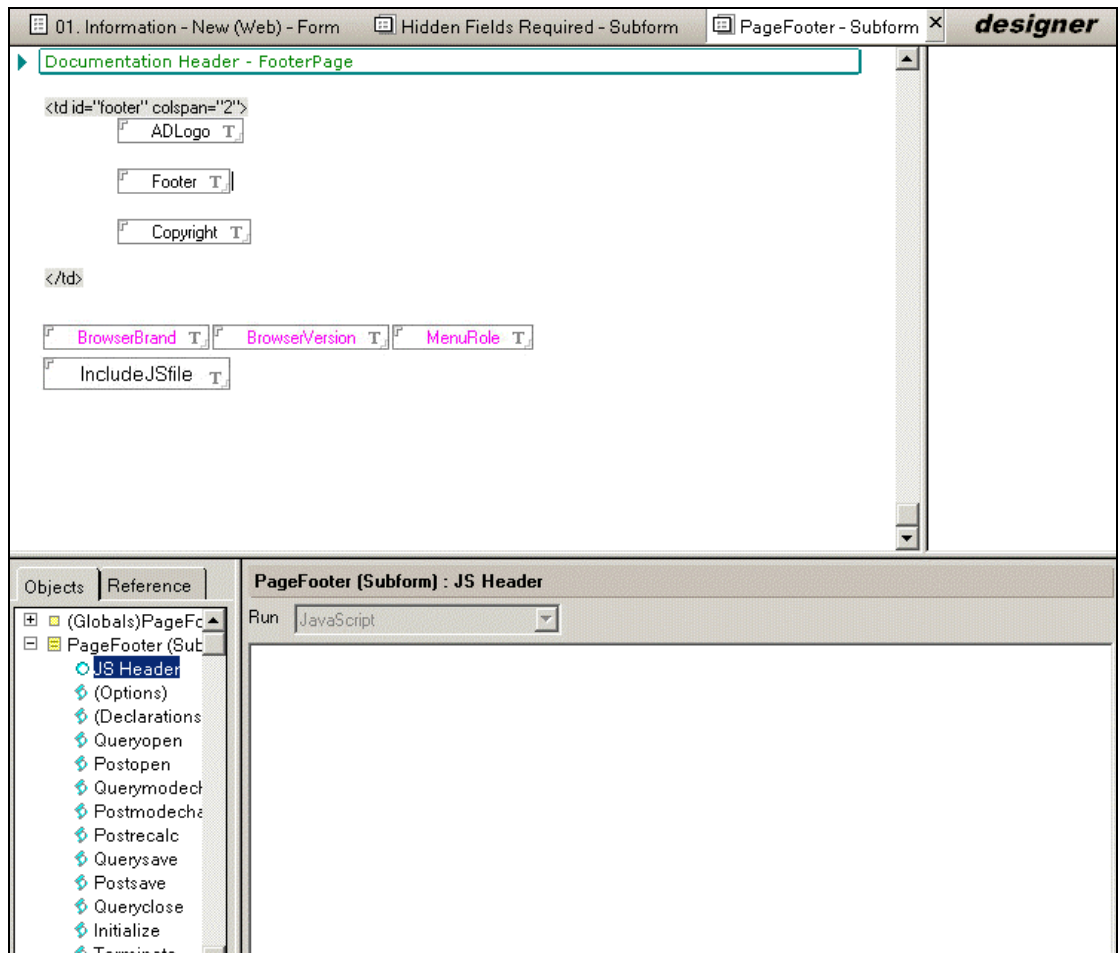 01. Information - New (Web) - Form Hidden Fields Required - Subform PageFooter - Subform × designer
Documentation Header - FooterPage
<td id="footer" colspan="2">
ADLogo T
Footer T
Copyright T
</td>
BrowserBrand T BrowserVersion T MenuRole T
IncludeJSfile T
Objects Reference
PageFooter (Subform) : JS Header
Run JavaScript
(Globals)PageFc
PageFooter (Sub
JS Header
(Options)
(Declarations
Queryopen
Postopen
Querymodech
Postmodecha
Postrecalc
Querysave
Postsave
Queryclose
Initialize
Terminate